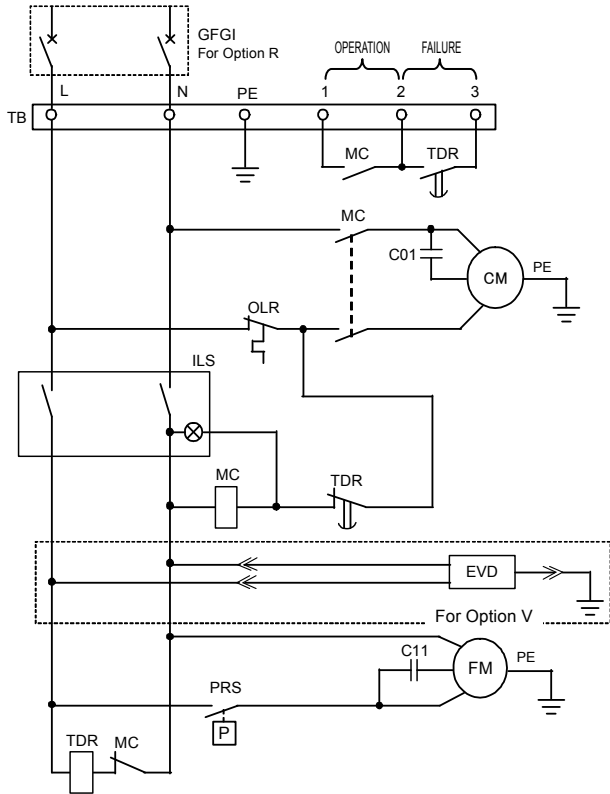 GFGI
For Option R
OPERATION FAILURE
L N PE 1 2 3
TB
MC TDR
MC
C01
CM
PE
OLR
ILS
MC TDR
EVD
For Option V
C11
FM
PE
PRS
P
TDR MC